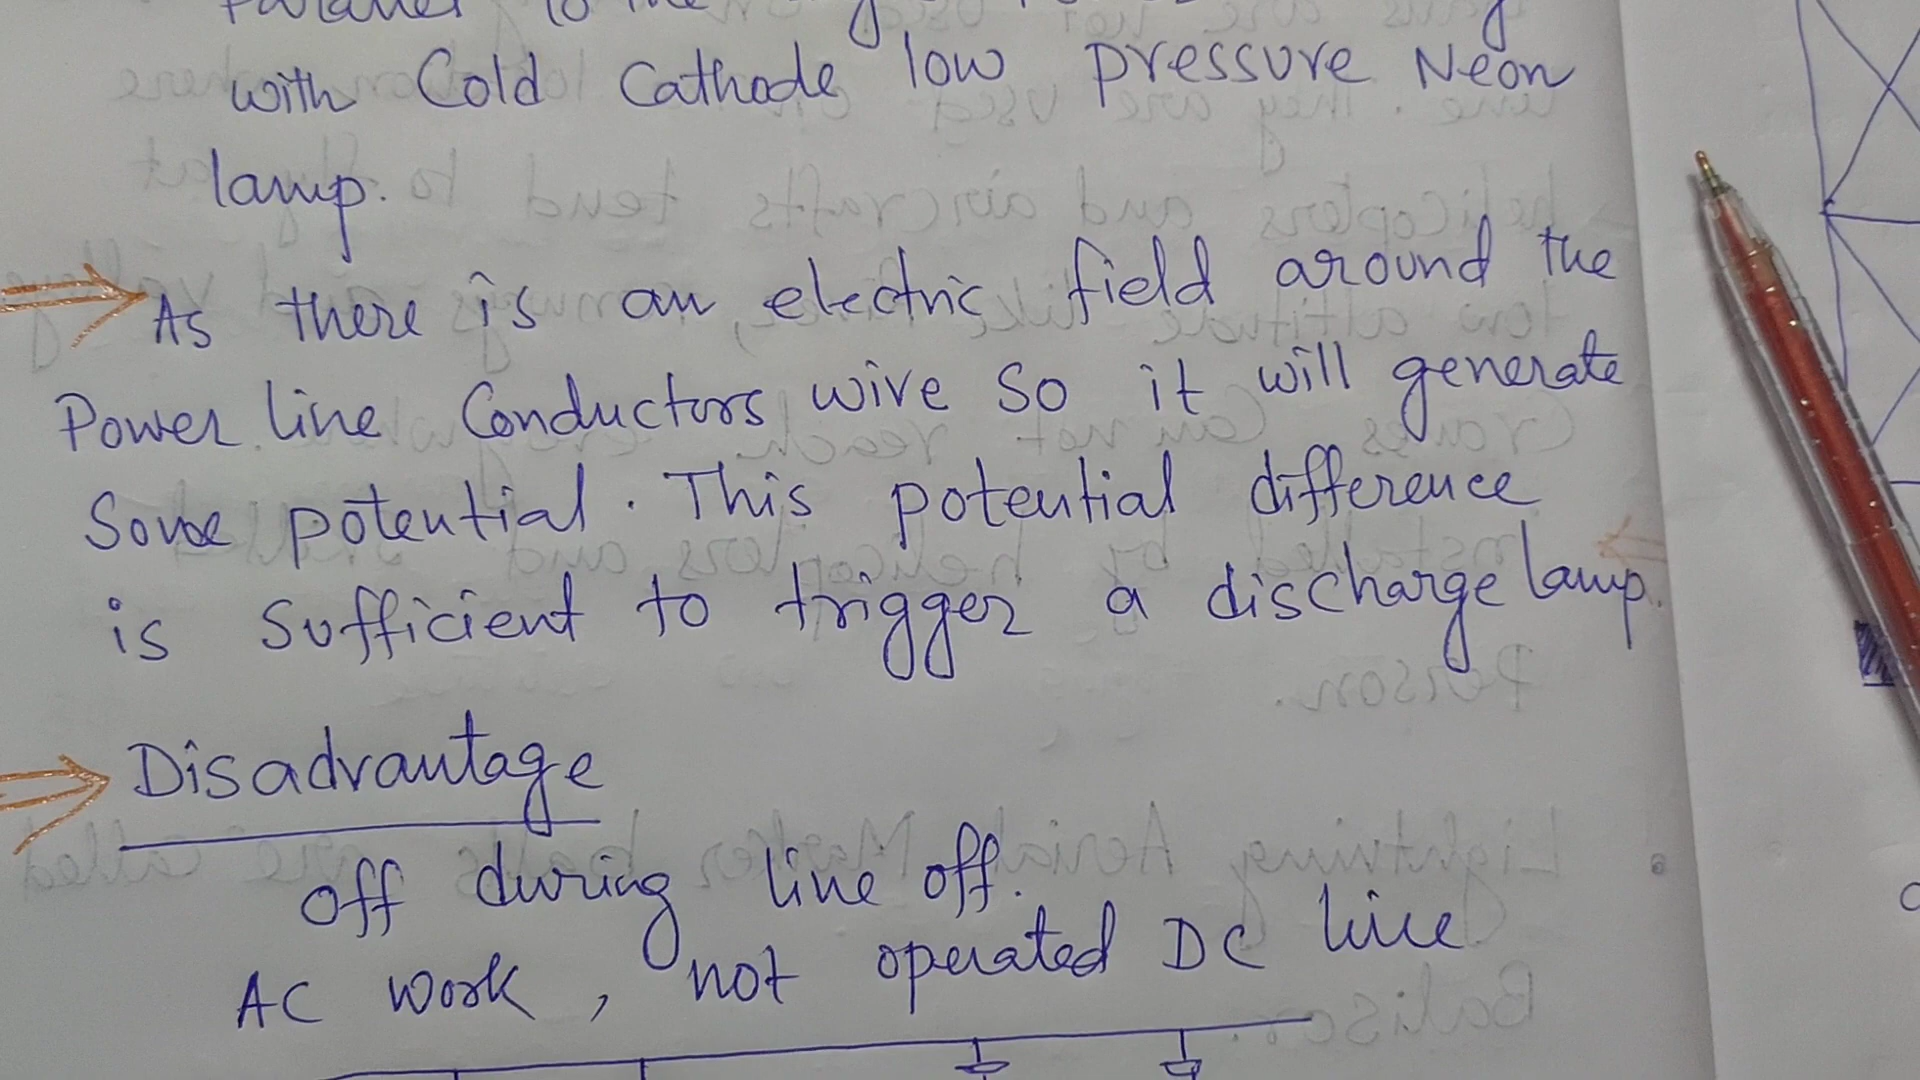 to the
with Cold Cathode low pressure Neon
lamp.
As there is an electric field around the
Power line Conductors wire so it will generate
Some potential. This potential difference
is sufficient to trigger a discharge lamp.
Disadvantage
off during line off.
AC work, not operated DC line